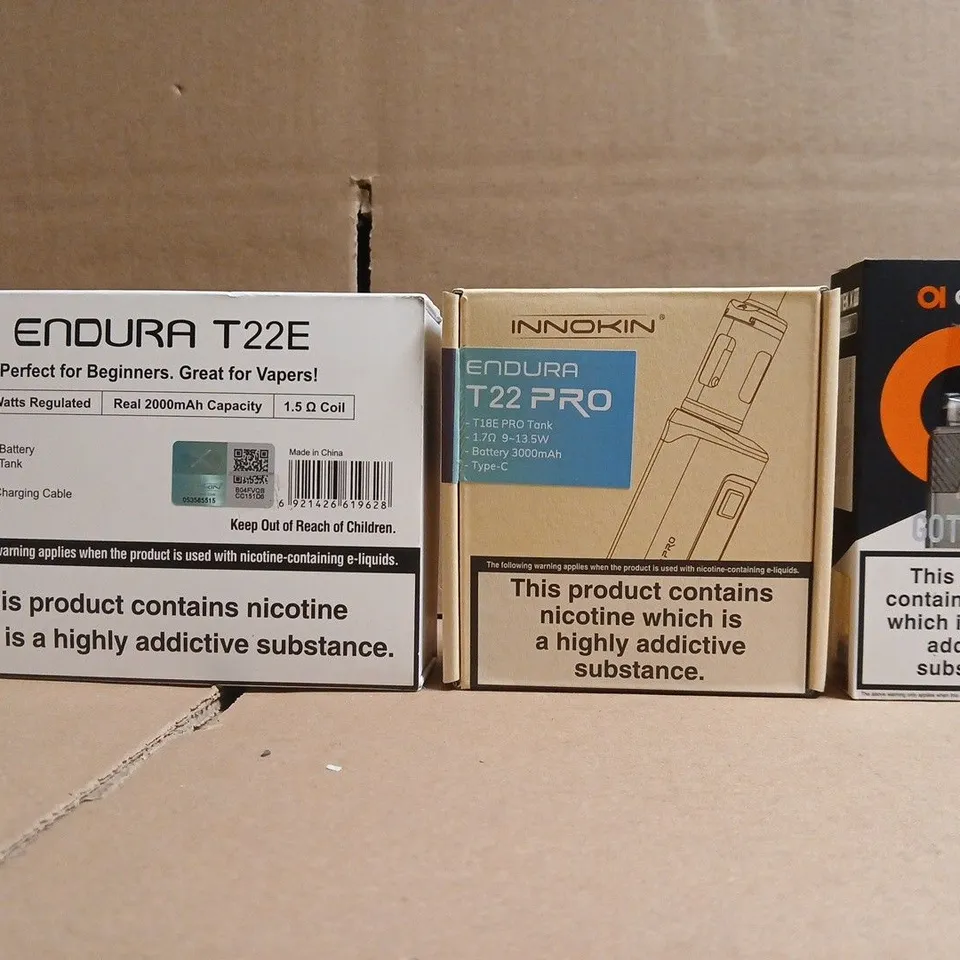 ENDURA T22E
Perfect for Beginners. Great for Vapers!
Watts Regulated
Real 2000mAh Capacity
1.5 Ω Coil
Battery
Tank
Charging Cable
053585515
Made in China
6 921426 619628
Keep Out of Reach of Children.
warning applies when the product is used with nicotine-containing e-liquids.
is product contains nicotine
is a highly addictive substance.
INNOKIN®
ENDURA
T22 PRO
- T18E PRO Tank
- 1.7Ω 9~13.5W
- Battery 3000mAh
- Type-C
PRO
The following warning applies when the product is used with nicotine-containing e-liquids.
This product contains
nicotine which is
a highly addictive
substance.
GOT
This
contain
which i
add
subs